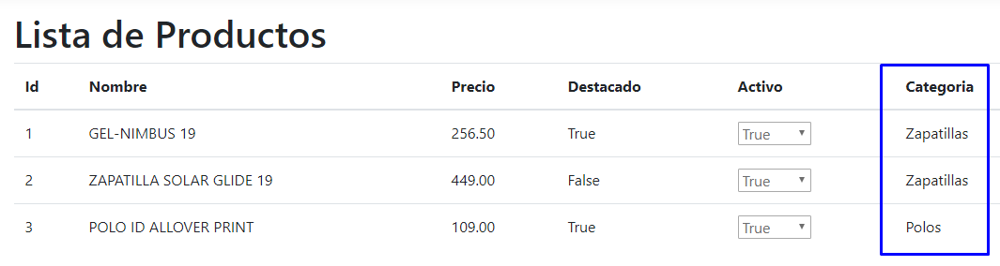 Lista de Productos
Id Nombre Precio Destacado Activo Categoria
1 GEL-NIMBUS 19 256.50 True True Zapatillas
2 ZAPATILLA SOLAR GLIDE 19 449.00 False True Zapatillas
3 POLO ID ALLOVER PRINT 109.00 True True Polos